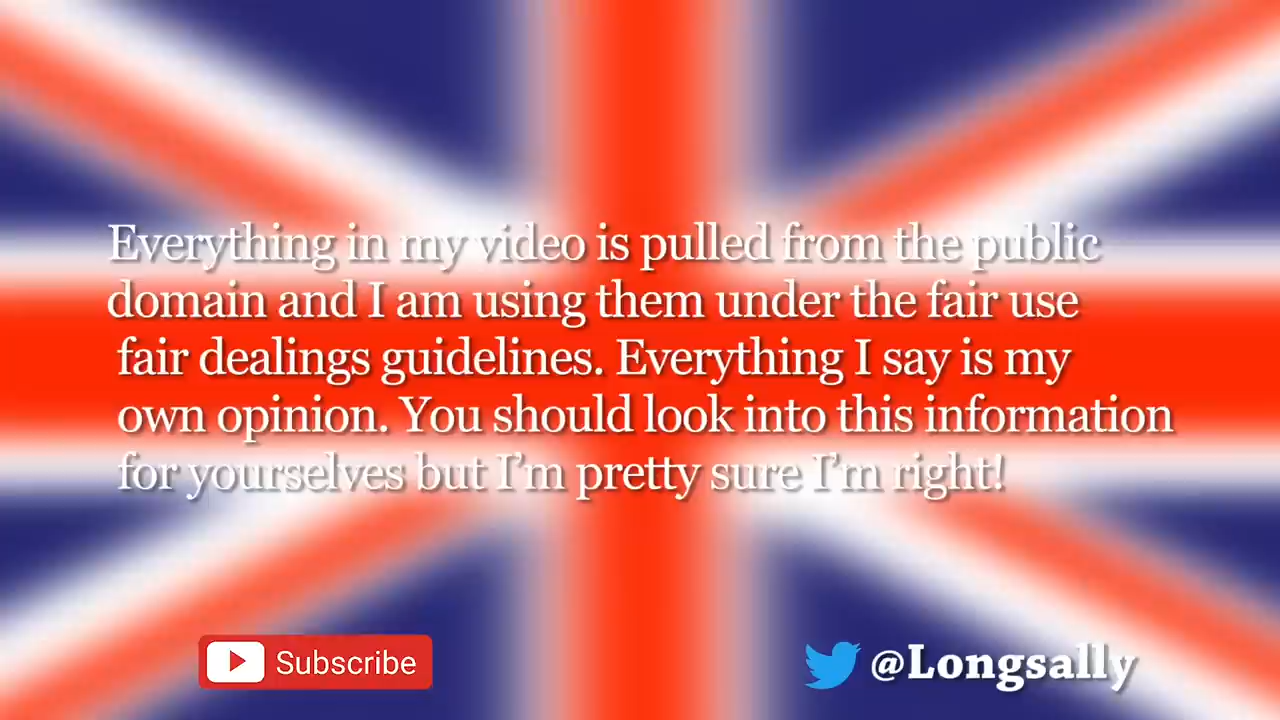 Everything in my video is pulled from the public
domain and I am using them under the fair use
fair dealings guidelines. Everything I say is my
own opinion. You should look into this information
for yourselves but I'm pretty sure I'm right!
Subscribe
@Longsally